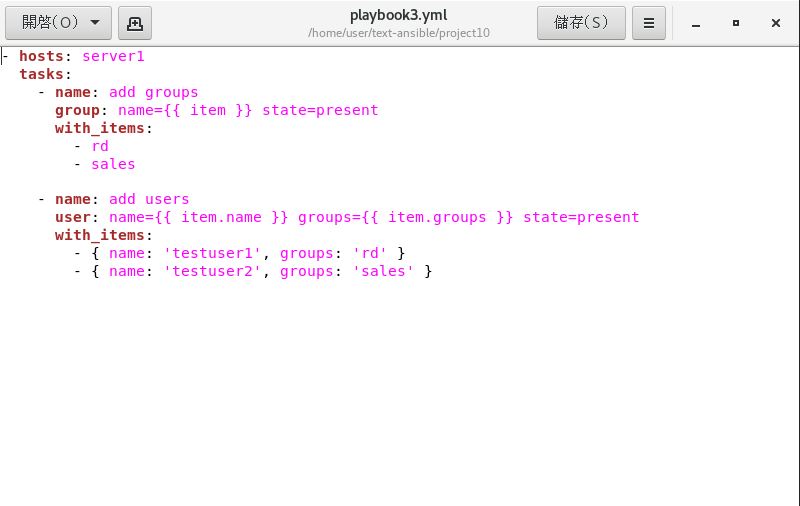 開啓(O)
playbook3.yml
/home/user/text-ansible/project10
儲存(S)
- hosts: server1
  tasks:
    - name: add groups
      group: name={{ item }} state=present
      with_items:
        - rd
        - sales

    - name: add users
      user: name={{ item.name }} groups={{ item.groups }} state=present
      with_items:
        - { name: 'testuser1', groups: 'rd' }
        - { name: 'testuser2', groups: 'sales' }